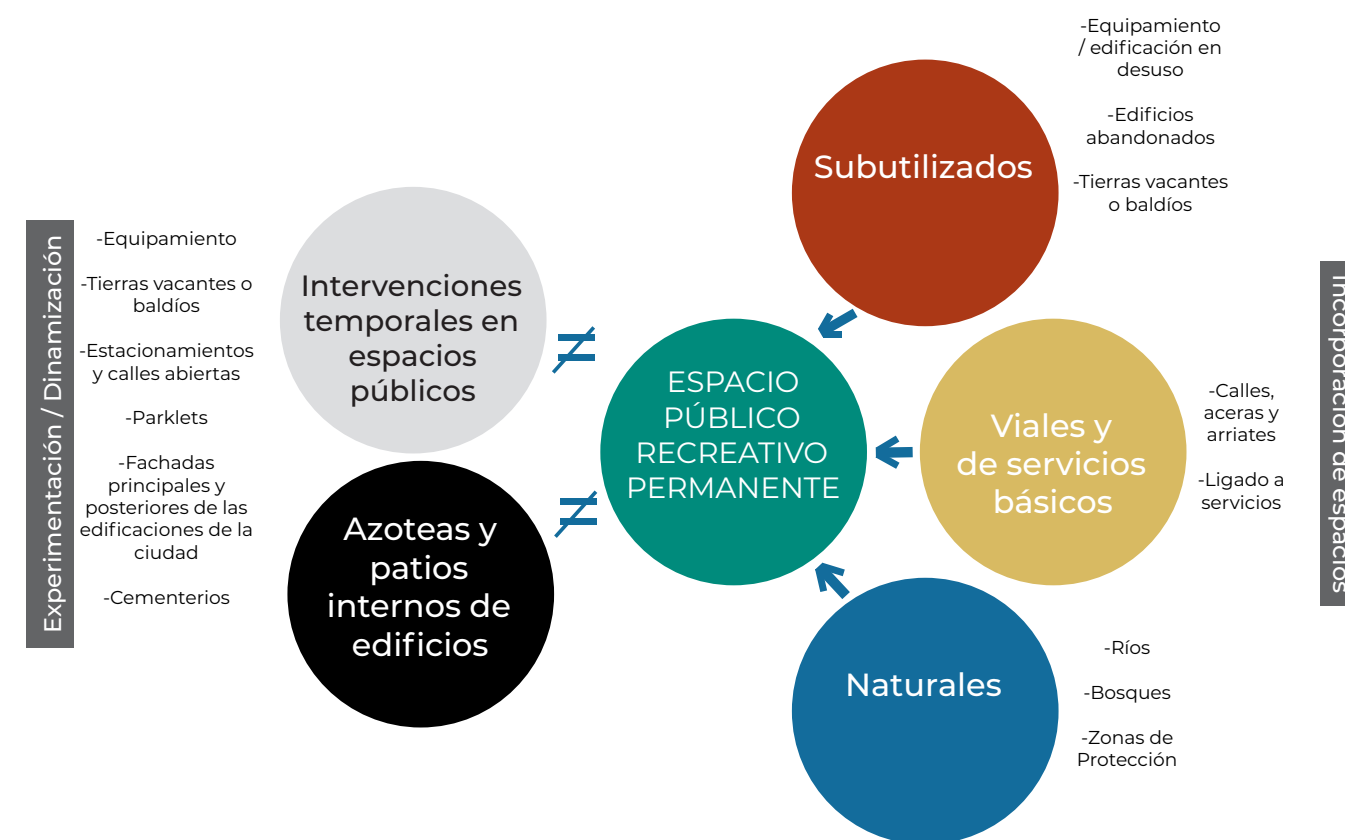 Experimentación / Dinamización
-Equipamiento
-Tierras vacantes o
baldíos
-Estacionamientos
y calles abiertas
-Parklets
-Fachadas
principales y
posteriores de las
edificaciones de la
ciudad
-Cementerios
Intervenciones
temporales en
espacios
públicos
≠
Azoteas y
patios
internos de
edificios
≠
ESPACIO
PÚBLICO
RECREATIVO
PERMANENTE
Subutilizados
-Equipamiento
/ edificación en
desuso
-Edificios
abandonados
-Tierras vacantes
o baldíos
Viales y
de servicios
básicos
-Calles,
aceras y
arriates
-Ligado a
servicios
Naturales
-Ríos
-Bosques
-Zonas de
Protección
Incorporación de espacios